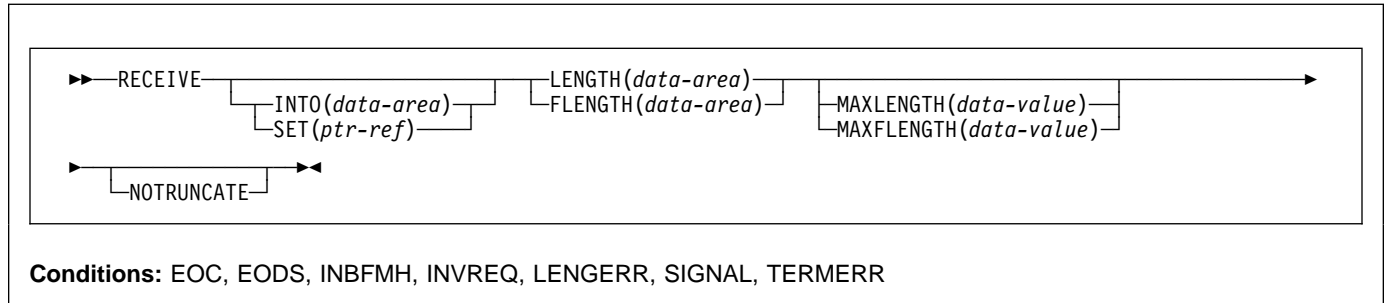 RECEIVE LENGTH(data-area)
INTO(data-area) FLENGTH(data-area) MAXLENGTH(data-value)
SET(ptr-ref) MAXFLENGTH(data-value)
NOTRUNCATE
Conditions: EOC, EODS, INBFMH, INVREQ, LENGERR, SIGNAL, TERMERR